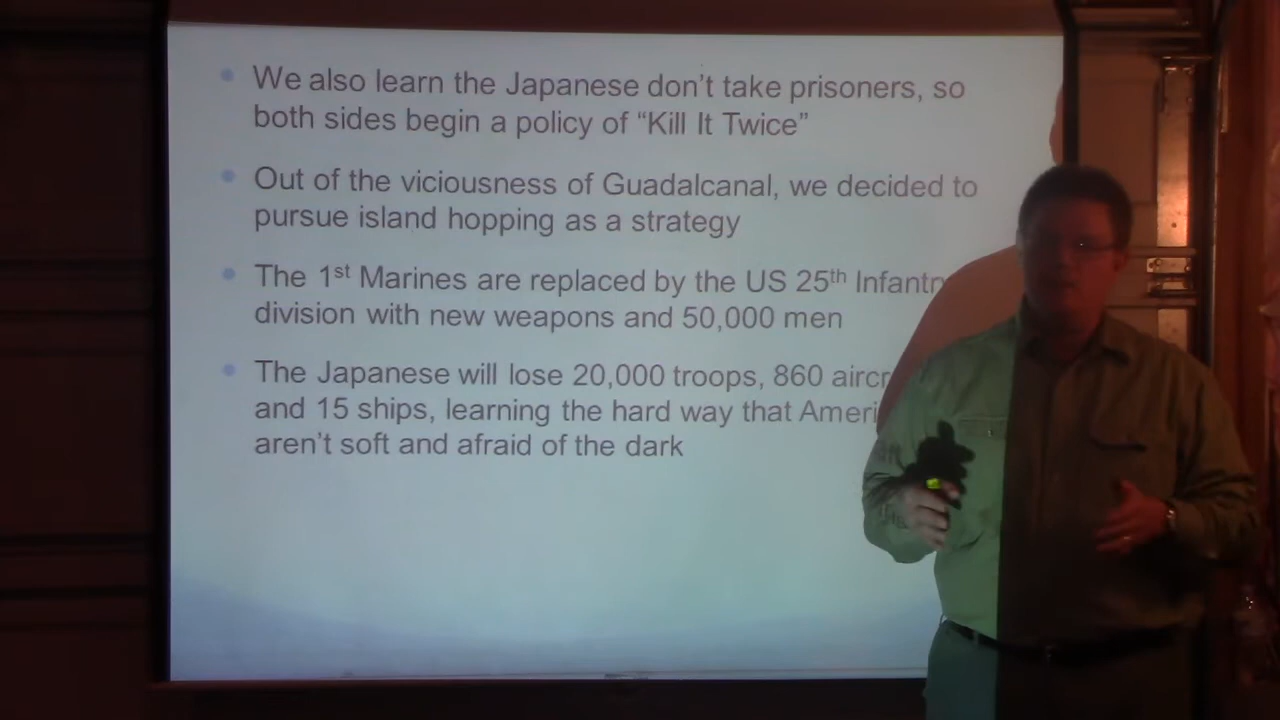 We also learn the Japanese don't take prisoners, so
both sides begin a policy of “Kill It Twice”
Out of the viciousness of Guadalcanal, we decided to
pursue island hopping as a strategy
The 1st Marines are replaced by the US 25th
division with new weapons and 50,000 men
The Japanese will lose 20,000 troops, 860
and 15 ships, learning the hard way that
aren't soft and afraid of the dark